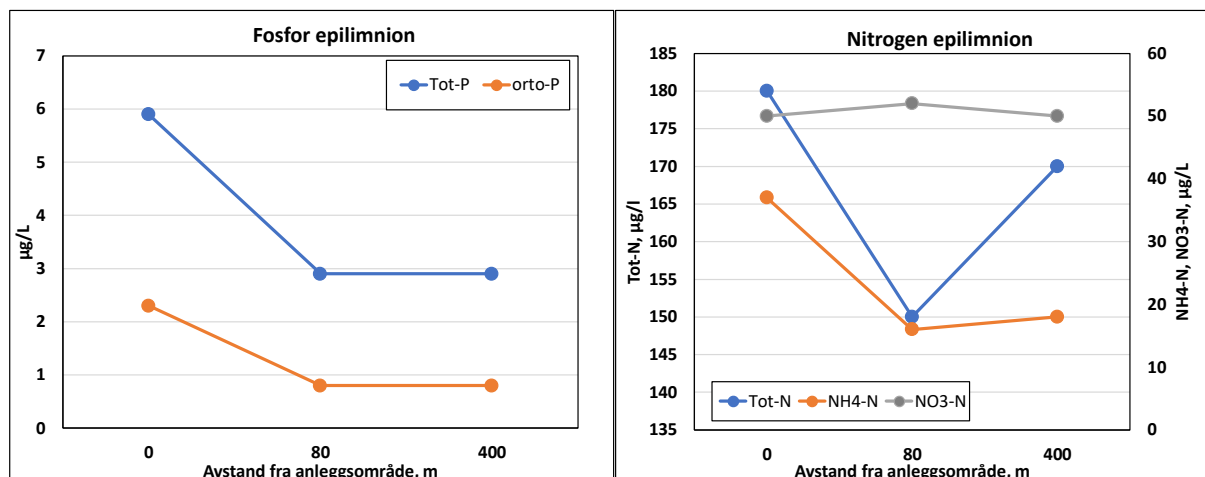 Fosfor epilimnion
7
6
5
4
3
2
1
0
µg/L
Tot-P orto-P
0 80 400
Avstand fra anleggsområde, m
Nitrogen epilimnion
185
180
175
170
165
160
155
150
145
140
135
Tot-N, µg/l
60
50
40
30
20
10
0
NH4-N, NO3-N, µg/L
Tot-N NH4-N NO3-N
0 80 400
Avstand fra anleggsområde, m